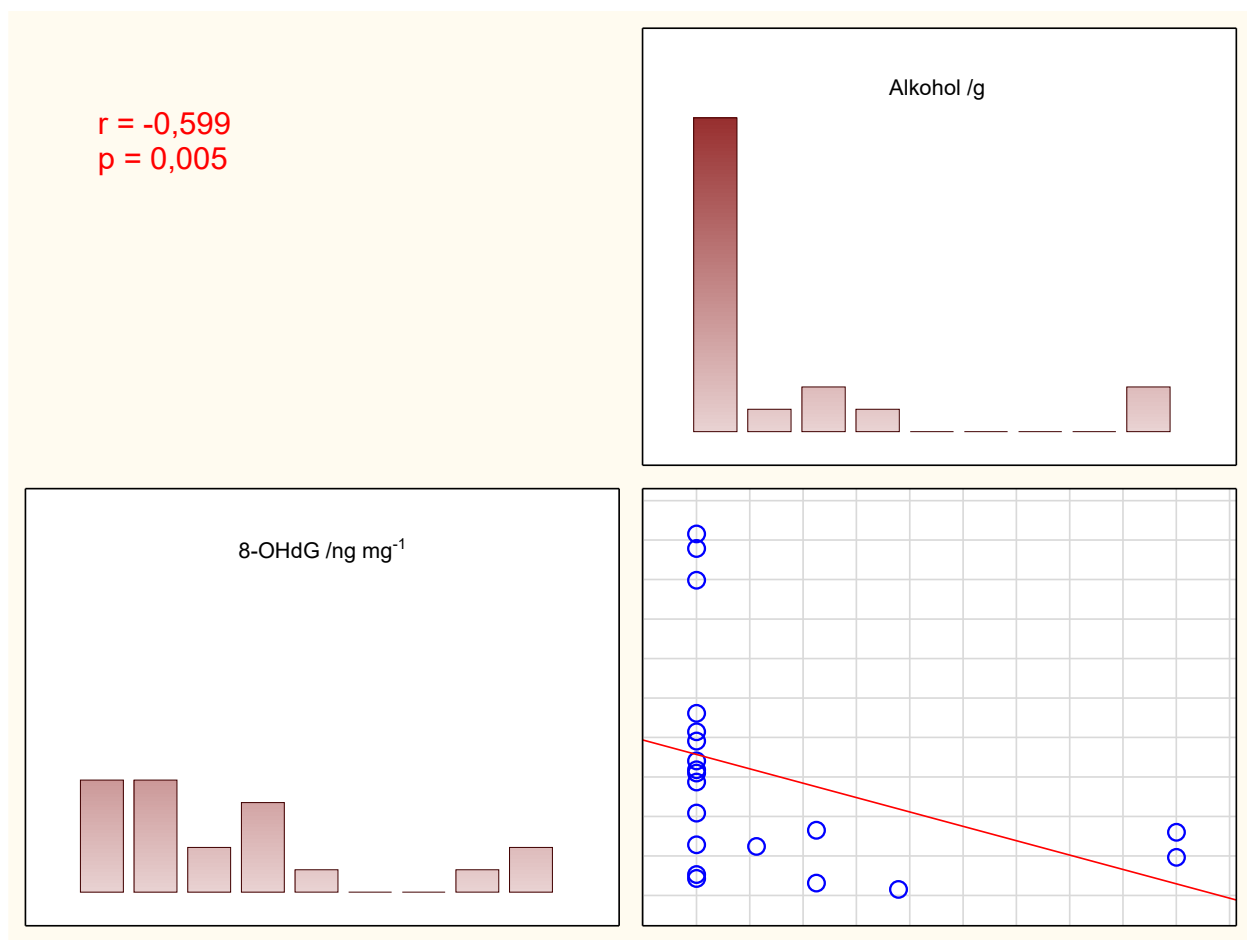 r = -0,599
p = 0,005
Alkohol /g
8-OHdG /ng mg⁻¹